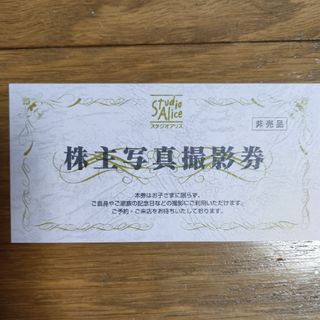 Studio Alice
スタジオアリス
非売品
株主写真撮影券
本券はお子さまに限らず、
ご自身やご家族の記念日などの撮影にご利用いただけます。
ご予約・ご来店をお待ちいたしております。